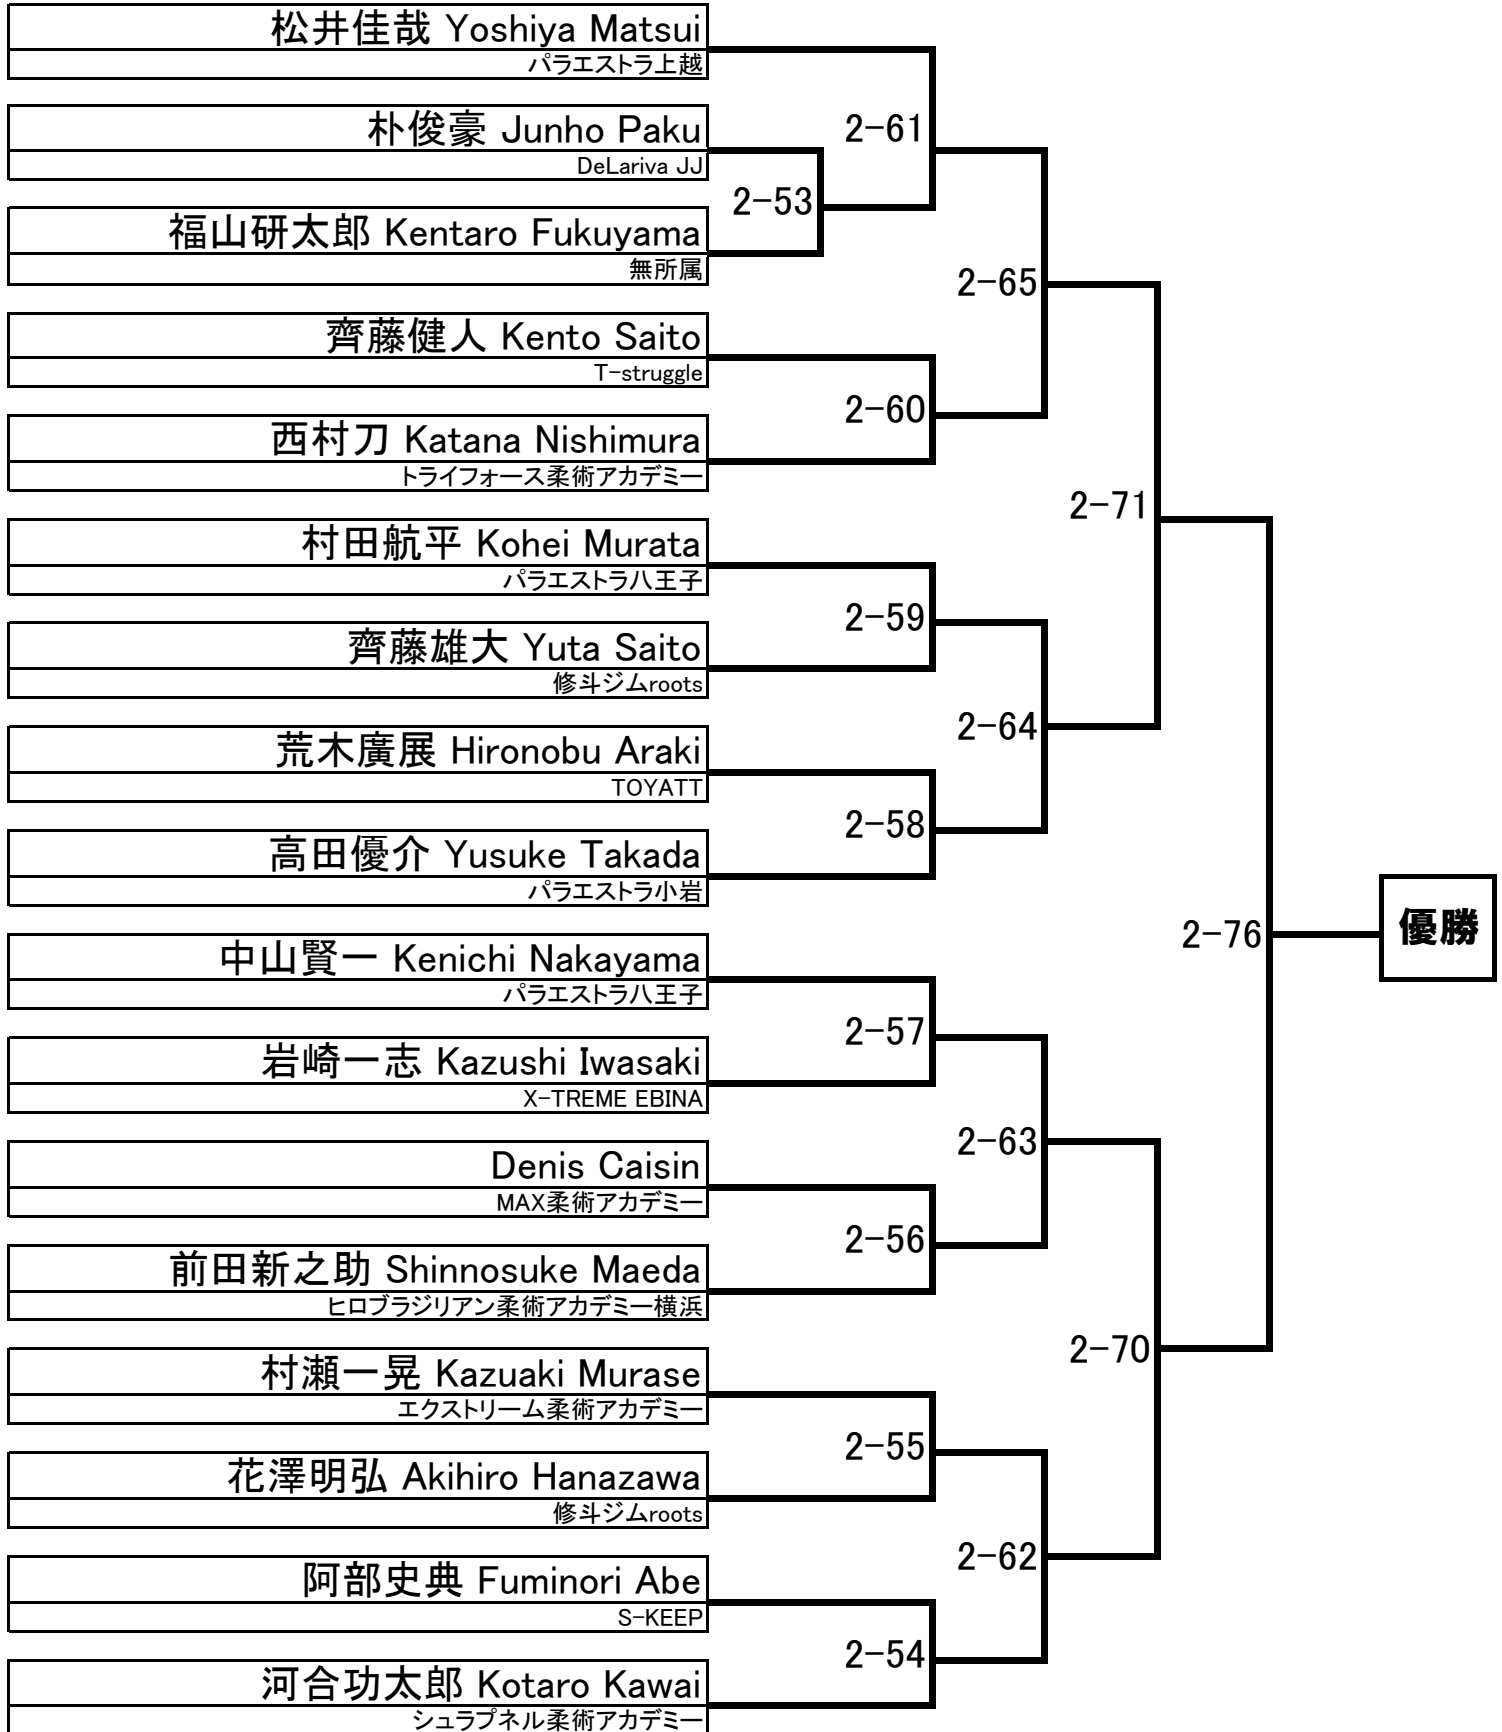 松井佳哉 Yoshiya Matsui
パラエストラ上越
朴俊豪 Junho Paku
DeLariva JJ
福山研太郎 Kentaro Fukuyama
無所属
齊藤健人 Kento Saito
T-struggle
西村刀 Katana Nishimura
トライフォース柔術アカデミー
村田航平 Kohei Murata
パラエストラ八王子
齊藤雄大 Yuta Saito
修斗ジムroots
荒木廣展 Hironobu Araki
TOYATT
高田優介 Yusuke Takada
パラエストラ小岩
中山賢一 Kenichi Nakayama
パラエストラ八王子
岩崎一志 Kazushi Iwasaki
X-TREME EBINA
Denis Caisin
MAX柔術アカデミー
前田新之助 Shinnosuke Maeda
ヒロブラジリアン柔術アカデミー横浜
村瀬一晃 Kazuaki Murase
エクストリーム柔術アカデミー
花澤明弘 Akihiro Hanazawa
修斗ジムroots
阿部史典 Fuminori Abe
S-KEEP
河合功太郎 Kotaro Kawai
シュラプネル柔術アカデミー
2-53
2-61
2-60
2-59
2-58
2-57
2-56
2-55
2-54
2-65
2-64
2-63
2-62
2-71
2-70
2-76
優勝